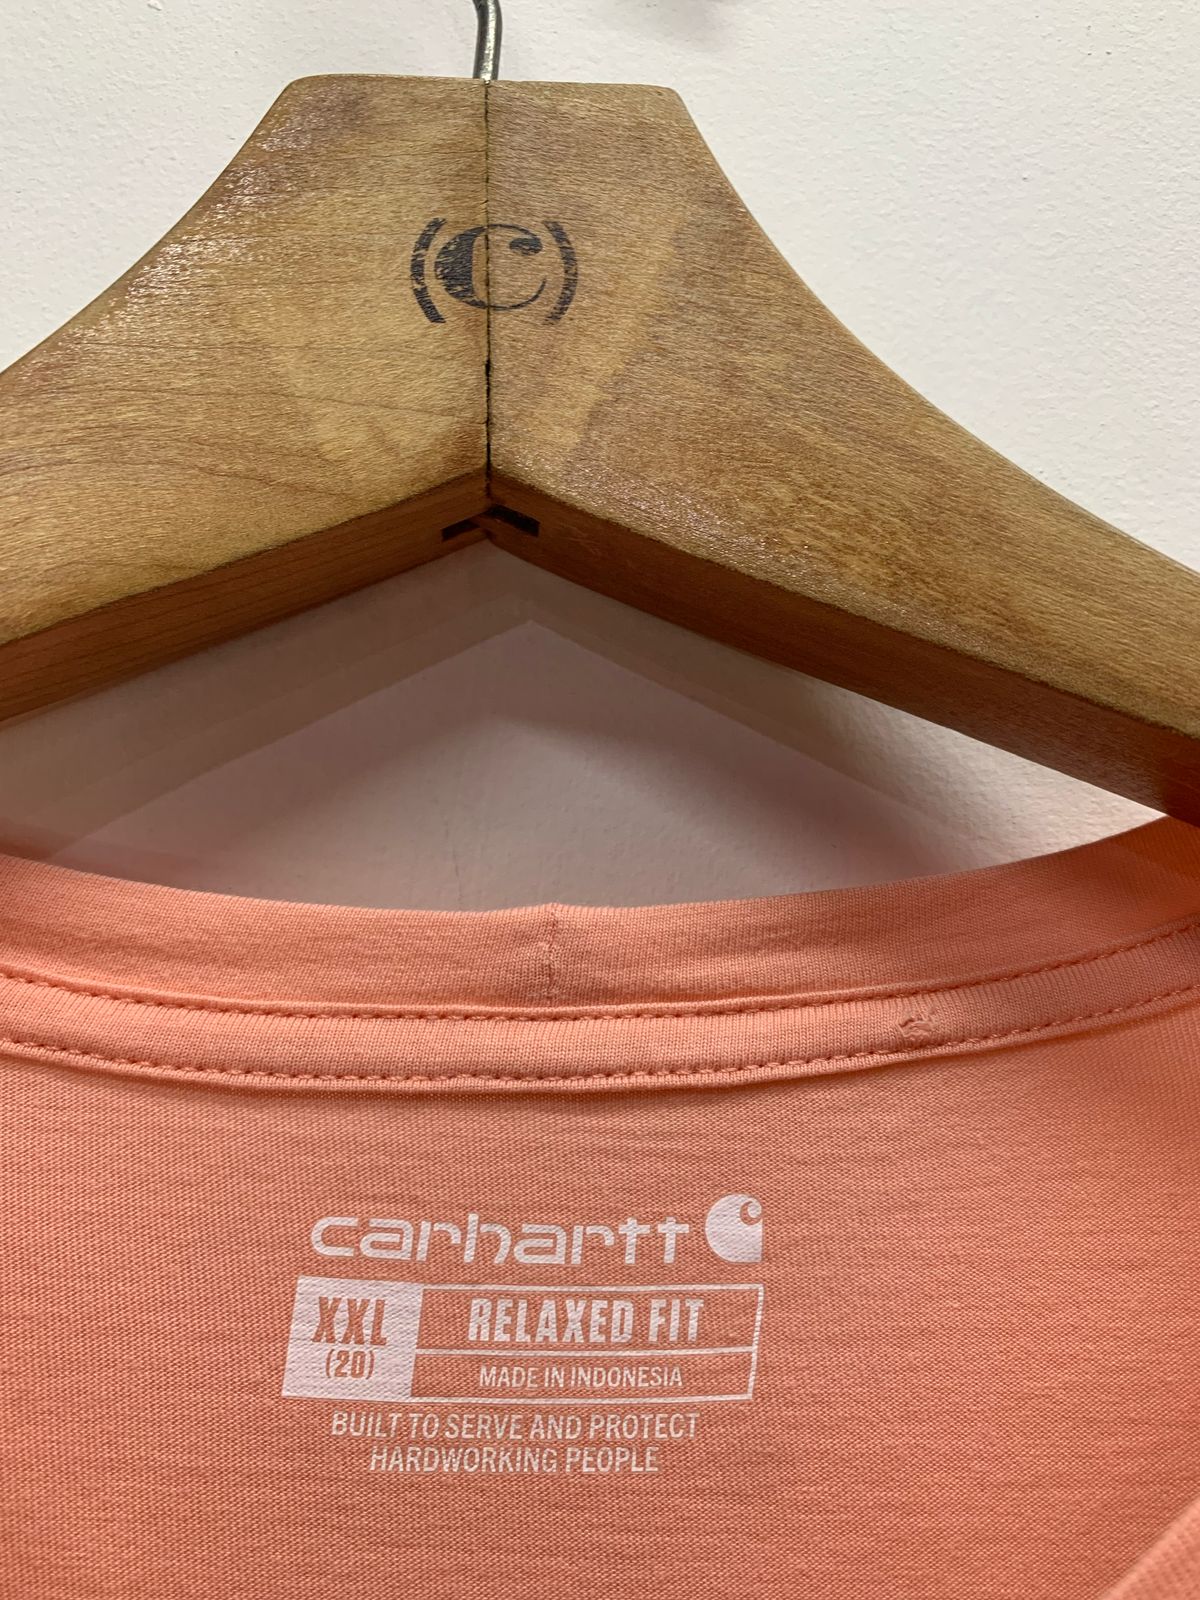 (C)
carhartt
XXL
(20)
RELAXED FIT
MADE IN INDONESIA
BUILT TO SERVE AND PROTECT
HARDWORKING PEOPLE